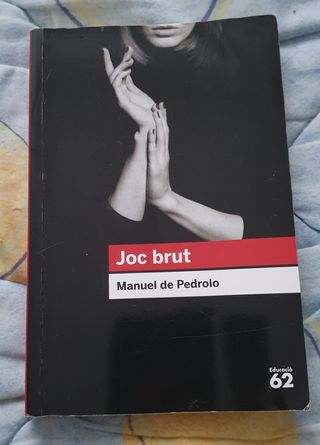 Joc brut
Manuel de Pedrolo
Educació
62